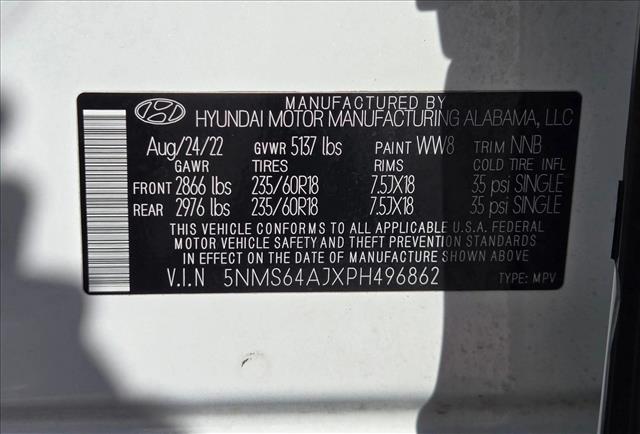 MANUFACTURED BY
HYUNDAI MOTOR MANUFACTURING ALABAMA, LLC
Aug/24/22 GVWR 5137 lbs PAINT WW8 TRIM NNB
GAWR TIRES RIMS COLD TIRE INFL
FRONT 2866 lbs 235/60R18 7.5JX18 35 psi SINGLE
REAR 2976 lbs 235/60R18 7.5JX18 35 psi SINGLE
THIS VEHICLE CONFORMS TO ALL APPLICABLE U.S.A. FEDERAL
MOTOR VEHICLE SAFETY AND THEFT PREVENTION STANDARDS
IN EFFECT ON THE DATE OF MANUFACTURE SHOWN ABOVE.
V.I.N 5NMS64AJXPH496862 TYPE: MPV